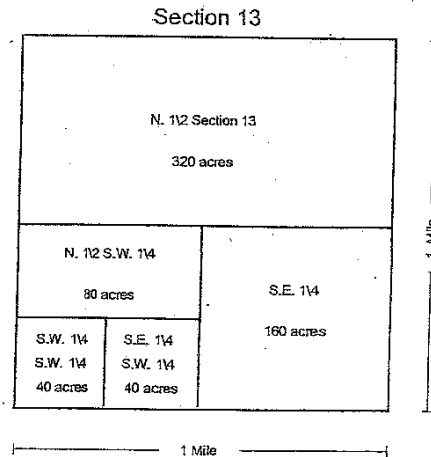 Section 13
N. 1\2 Section 13
320 acres
N. 1\2 S.W. 1\4
80 acres
S.E. 1\4
160 acres
S.W. 1\4
S.W. 1\4
40 acres
S.E. 1\4
S.W. 1\4
40 acres
1 Mile
1 Mile